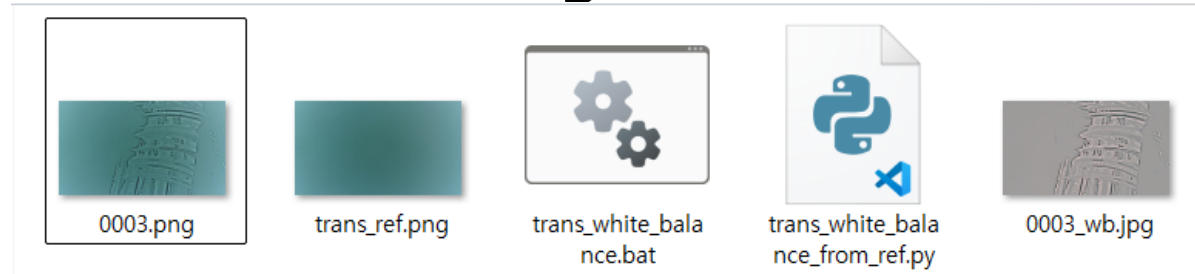 0003.png
trans_ref.png
trans_white_bala
nce.bat
trans_white_bala
nce_from_ref.py
0003_wb.jpg